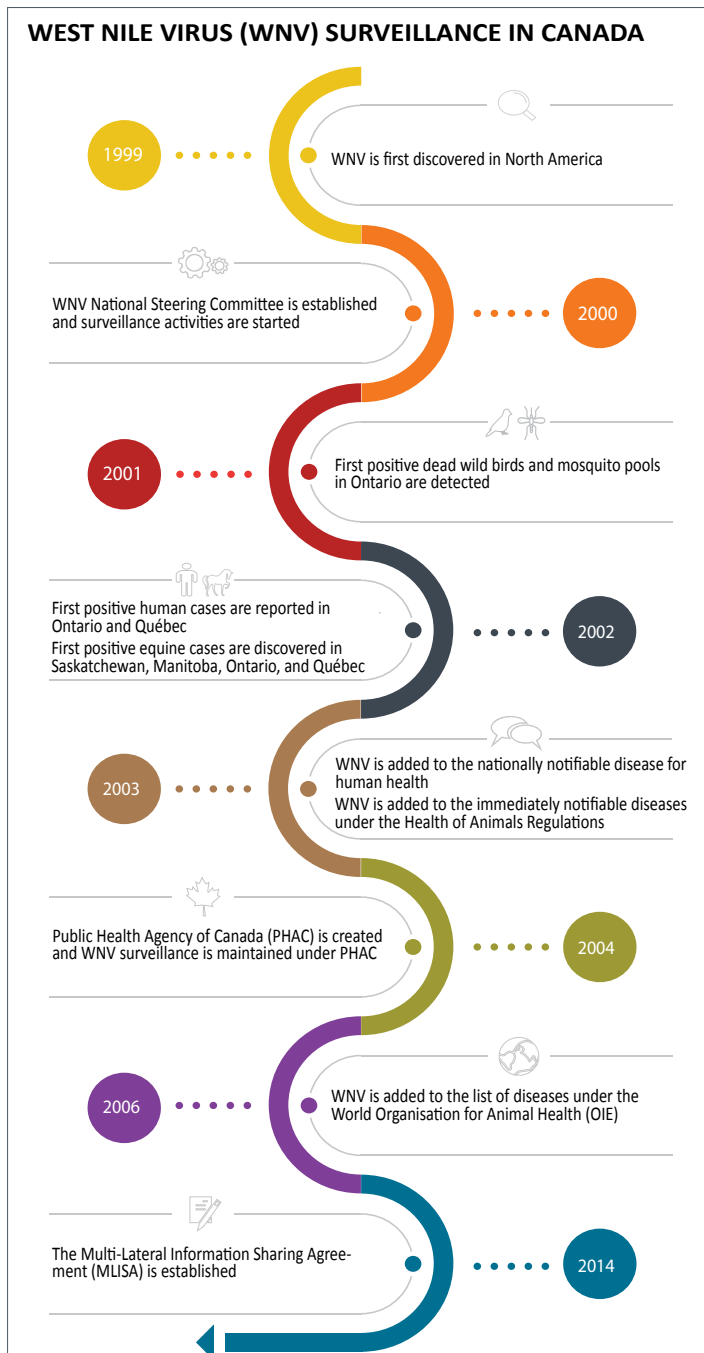 WEST NILE VIRUS (WNV) SURVEILLANCE IN CANADA
1999
WNV is first discovered in North America
WNV National Steering Committee is established
and surveillance activities are started
2000
2001
First positive dead wild birds and mosquito pools
in Ontario are detected
First positive human cases are reported in
Ontario and Québec
First positive equine cases are discovered in
Saskatchewan, Manitoba, Ontario, and Québec
2002
2003
WNV is added to the nationally notifiable disease for
human health
WNV is added to the immediately notifiable diseases
under the Health of Animals Regulations
Public Health Agency of Canada (PHAC) is created
and WNV surveillance is maintained under PHAC
2004
2006
WNV is added to the list of diseases under the
World Organisation for Animal Health (OIE)
The Multi-Lateral Information Sharing Agree-
ment (MLISA) is established
2014